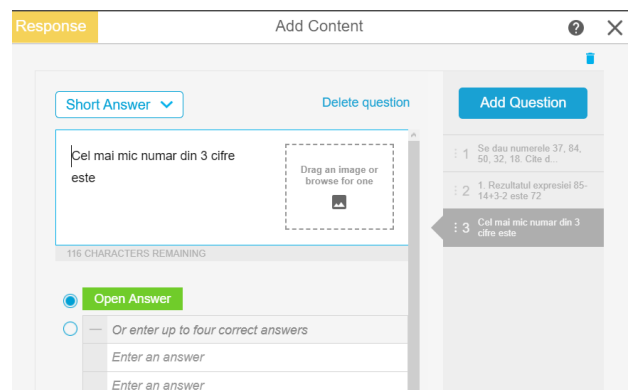 Response
Add Content
Short Answer
Delete question
Add Question
Cel mai mic numar din 3 cifre
este
Drag an image or
browse for one
116 CHARACTERS REMAINING
Open Answer
Or enter up to four correct answers
Enter an answer
Enter an answer
1 Se dau numerele 37, 84,
50, 32, 18. Cite d...
2 1. Rezultatul expresiei 85-
14+3-2 este 72
3 Cel mai mic numar din 3
cifre este